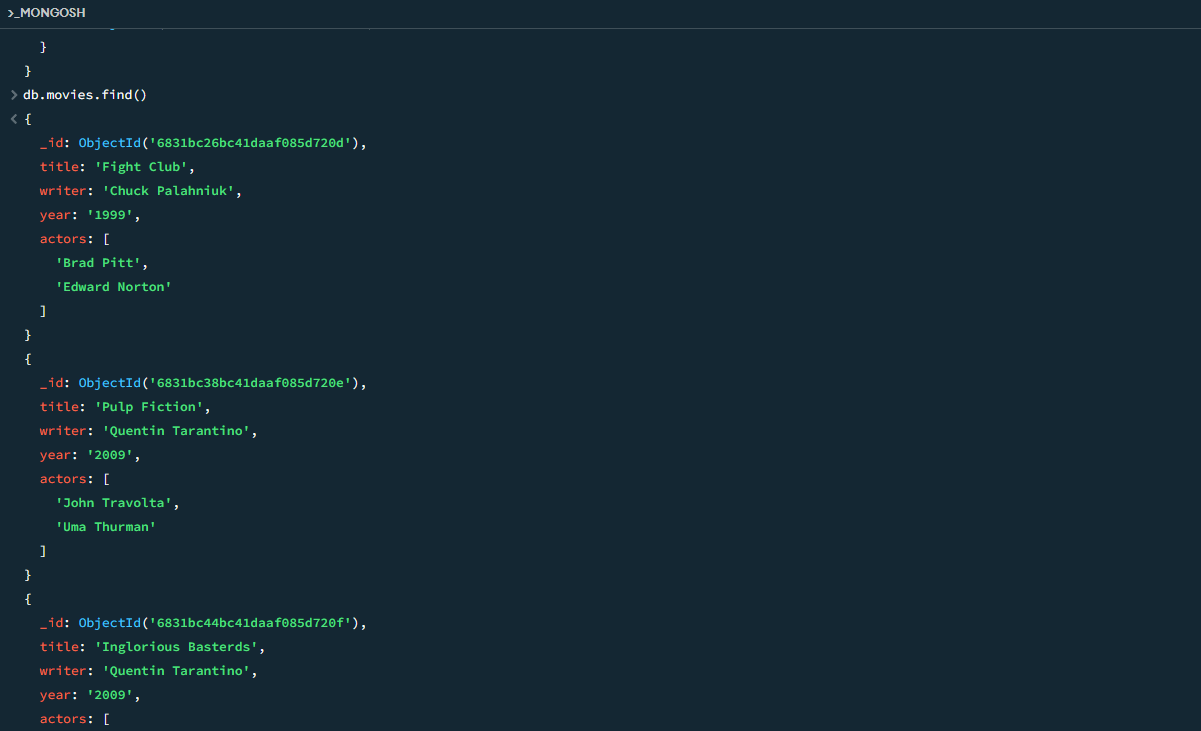 >_MONGOSH
}
}
> db.movies.find()
< {
_id: ObjectId('6831bc26bc41daaf085d720d'),
title: 'Fight Club',
writer: 'Chuck Palahniuk',
year: '1999',
actors: [
'Brad Pitt',
'Edward Norton'
]
}
{
_id: ObjectId('6831bc38bc41daaf085d720e'),
title: 'Pulp Fiction',
writer: 'Quentin Tarantino',
year: '2009',
actors: [
'John Travolta',
'Uma Thurman'
]
}
{
_id: ObjectId('6831bc44bc41daaf085d720f'),
title: 'Inglorious Basterds',
writer: 'Quentin Tarantino',
year: '2009',
actors: [